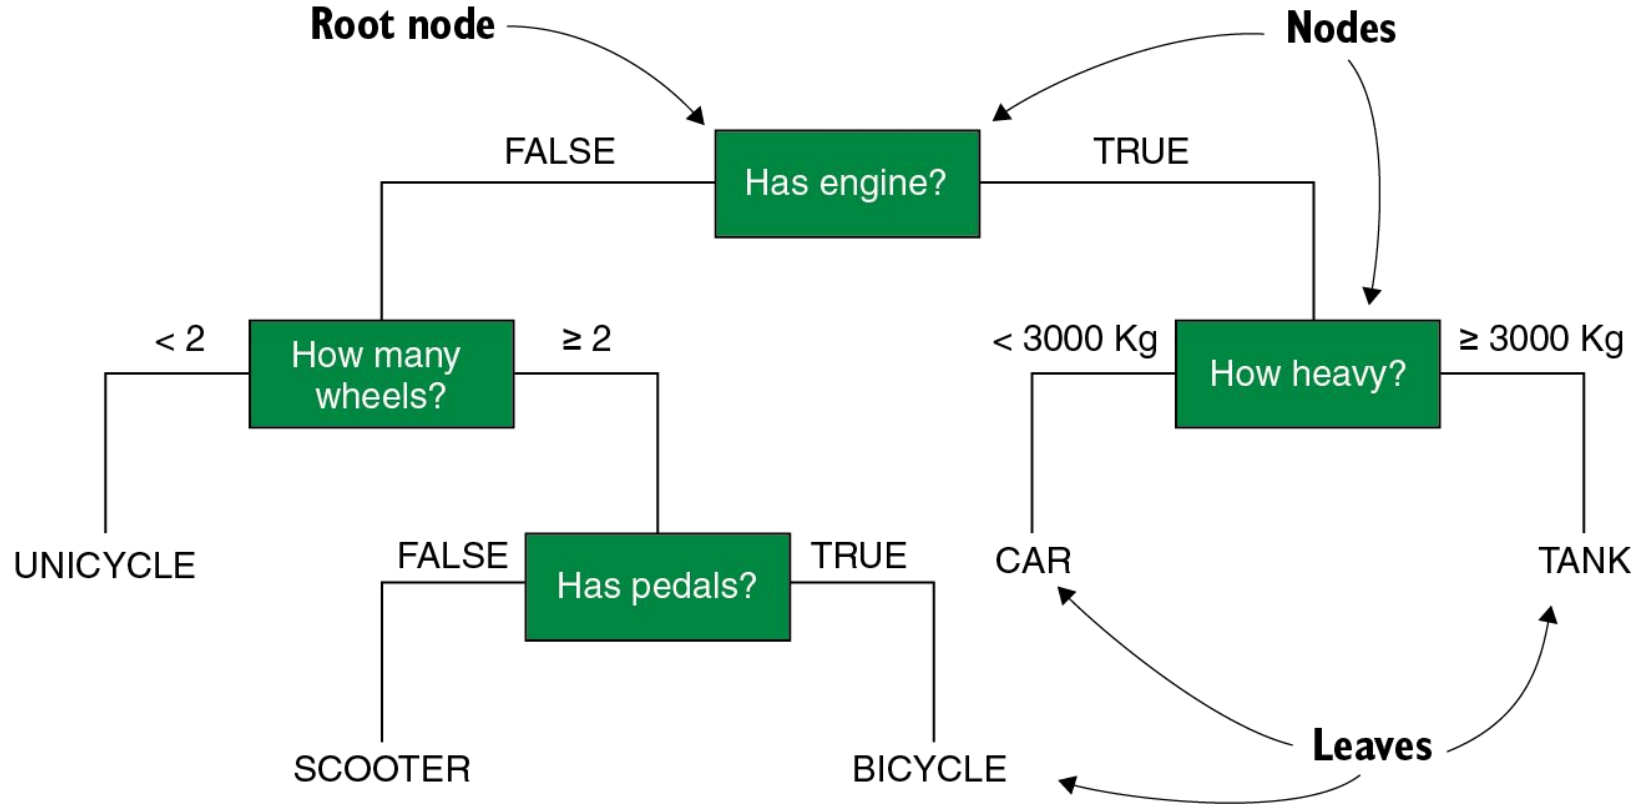 Root node
Nodes
FALSE
TRUE
Has engine?
< 2
How many
wheels?
≥ 2
< 3000 Kg
How heavy?
≥ 3000 Kg
UNICYCLE
FALSE
Has pedals?
TRUE
CAR
TANK
SCOOTER
BICYCLE
Leaves